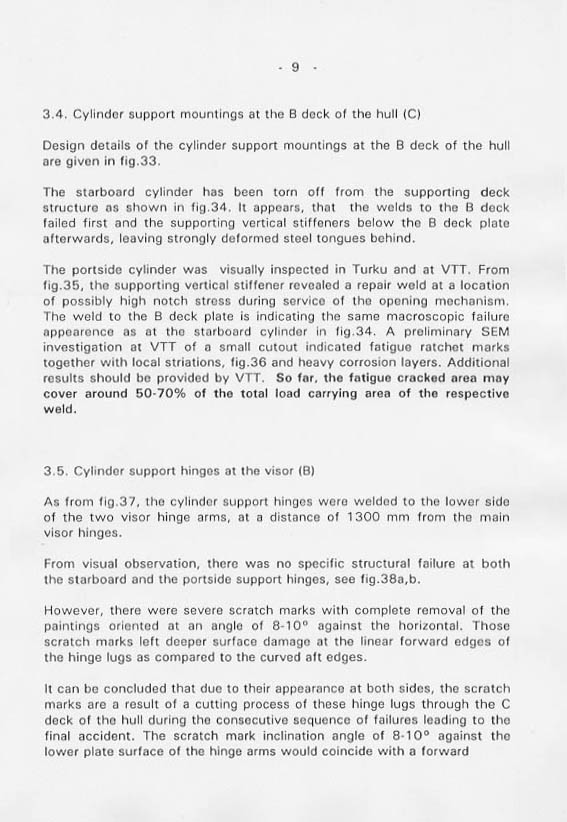 - 9 -
3.4. Cylinder support mountings at the B deck of the hull (C)
Design details of the cylinder support mountings at the B deck of the hull
are given in fig.33.
The starboard cylinder has been torn off from the supporting deck
structure as shown in fig.34. It appears, that the welds to the B deck
failed first and the supporting vertical stiffeners below the B deck plate
afterwards, leaving strongly deformed steel tongues behind.
The portside cylinder was visually inspected in Turku and at VTT. From
fig.35, the supporting vertical stiffener revealed a repair weld at a location
of possibly high notch stress during service of the opening mechanism.
The weld to the B deck plate is indicating the same macroscopic failure
appearence as at the starboard cylinder in fig.34. A preliminary SEM
investigation at VTT of a small cutout indicated fatigue ratchet marks
together with local striations, fig.36 and heavy corrosion layers. Additional
results should be provided by VTT. So far, the fatigue cracked area may
cover around 50-70% of the total load carrying area of the respective
weld.
3.5. Cylinder support hinges at the visor (B)
As from fig.37, the cylinder support hinges were welded to the lower side
of the two visor hinge arms, at a distance of 1300 mm from the main
visor hinges.
From visual observation, there was no specific structural failure at both
the starboard and the portside support hinges, see fig.38a,b.
However, there were severe scratch marks with complete removal of the
paintings oriented at an angle of 8-10° against the horizontal. Those
scratch marks left deeper surface damage at the linear forward edges of
the hinge lugs as compared to the curved aft edges.
It can be concluded that due to their appearance at both sides, the scratch
marks are a result of a cutting process of these hinge lugs through the C
deck of the hull during the consecutive sequence of failures leading to the
final accident. The scratch mark inclination angle of 8-10° against the
lower plate surface of the hinge arms would coincide with a forward